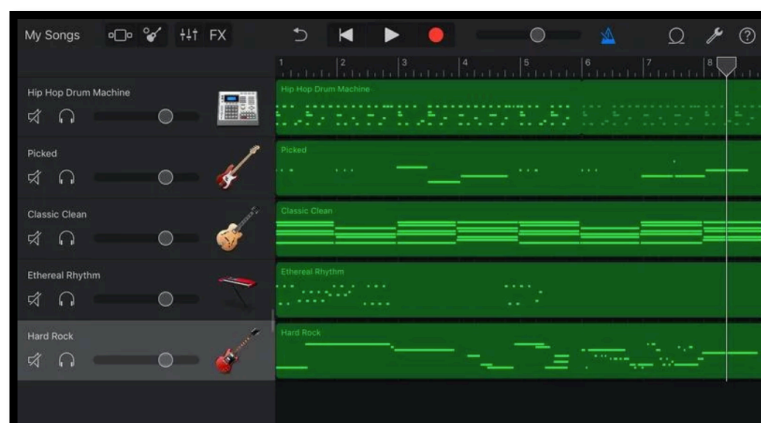 My Songs FX
1 2 3 4 5 6 7 8
Hip Hop Drum Machine
Hip Hop Drum Machine
Picked
Picked
Classic Clean
Classic Clean
Ethereal Rhythm
Ethereal Rhythm
Hard Rock
Hard Rock